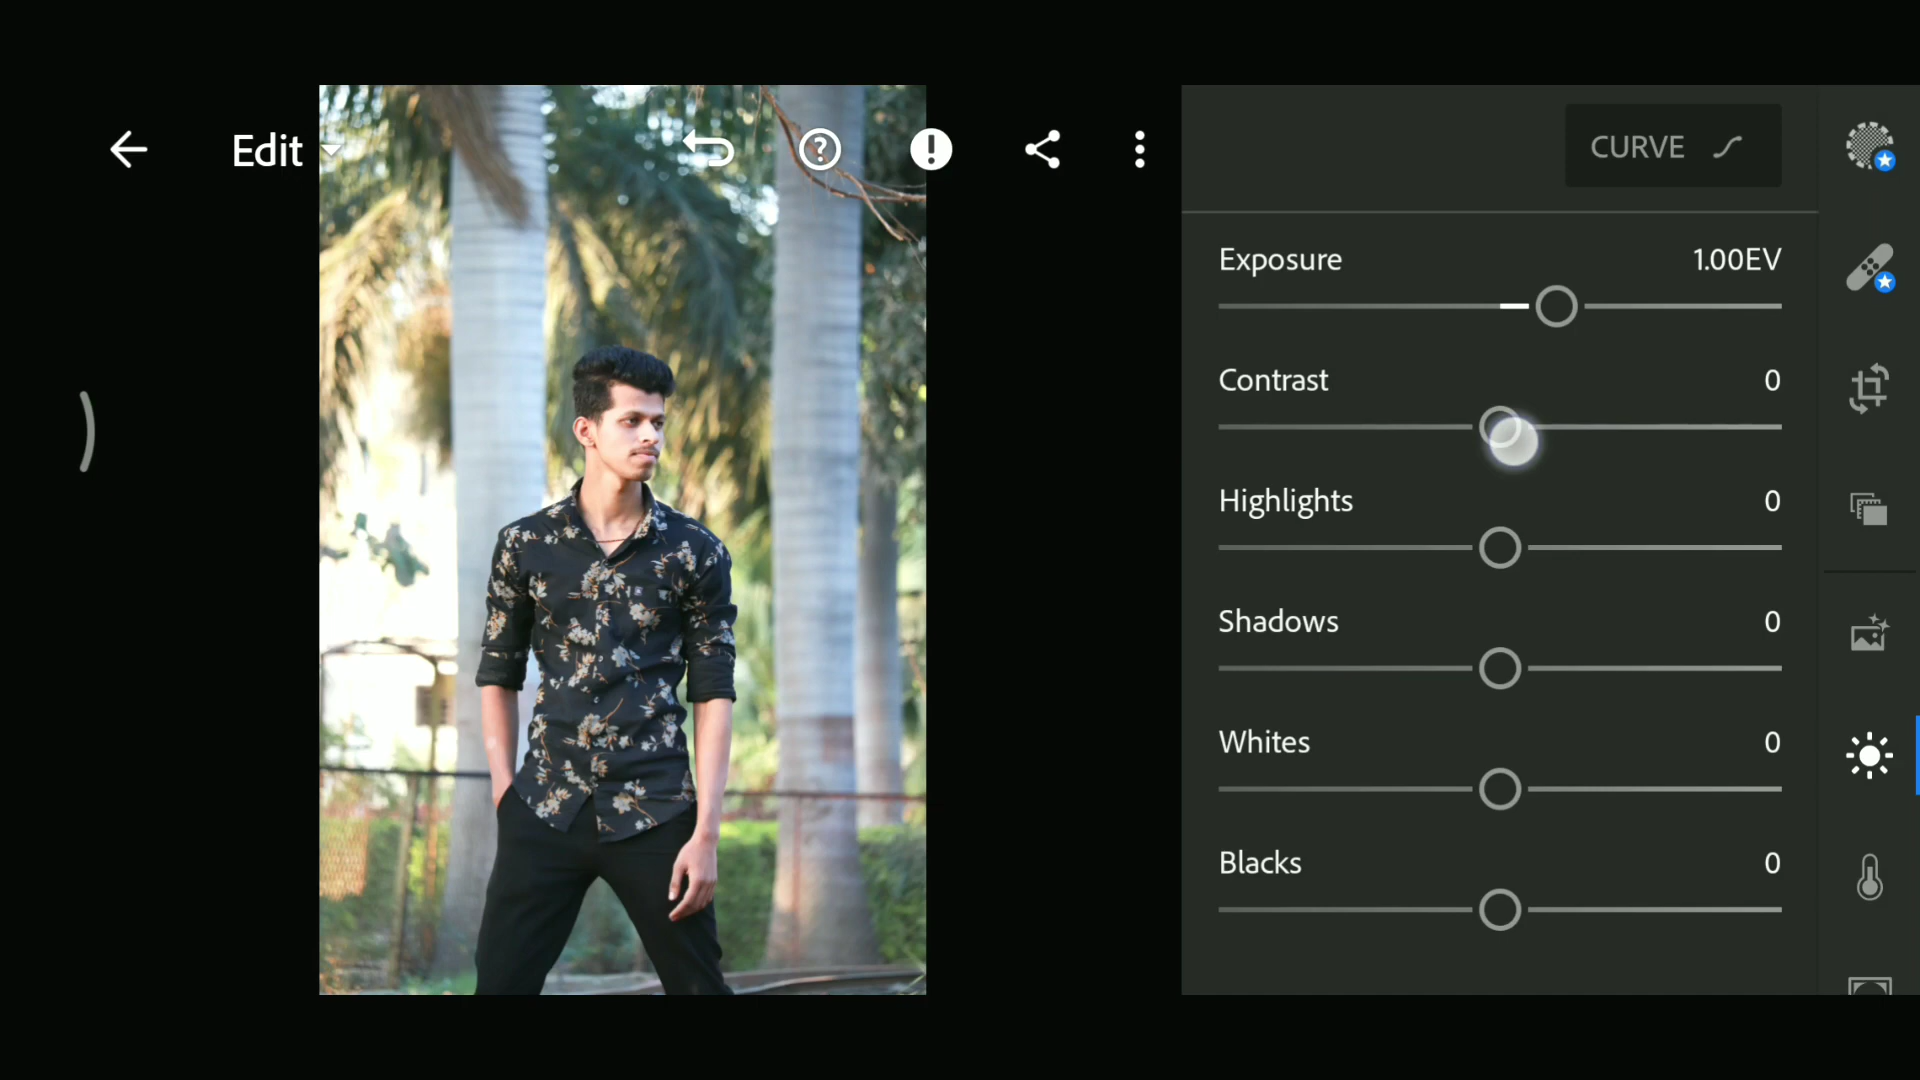 Edit
CURVE
Exposure 1.00EV
Contrast 0
Highlights 0
Shadows 0
Whites 0
Blacks 0